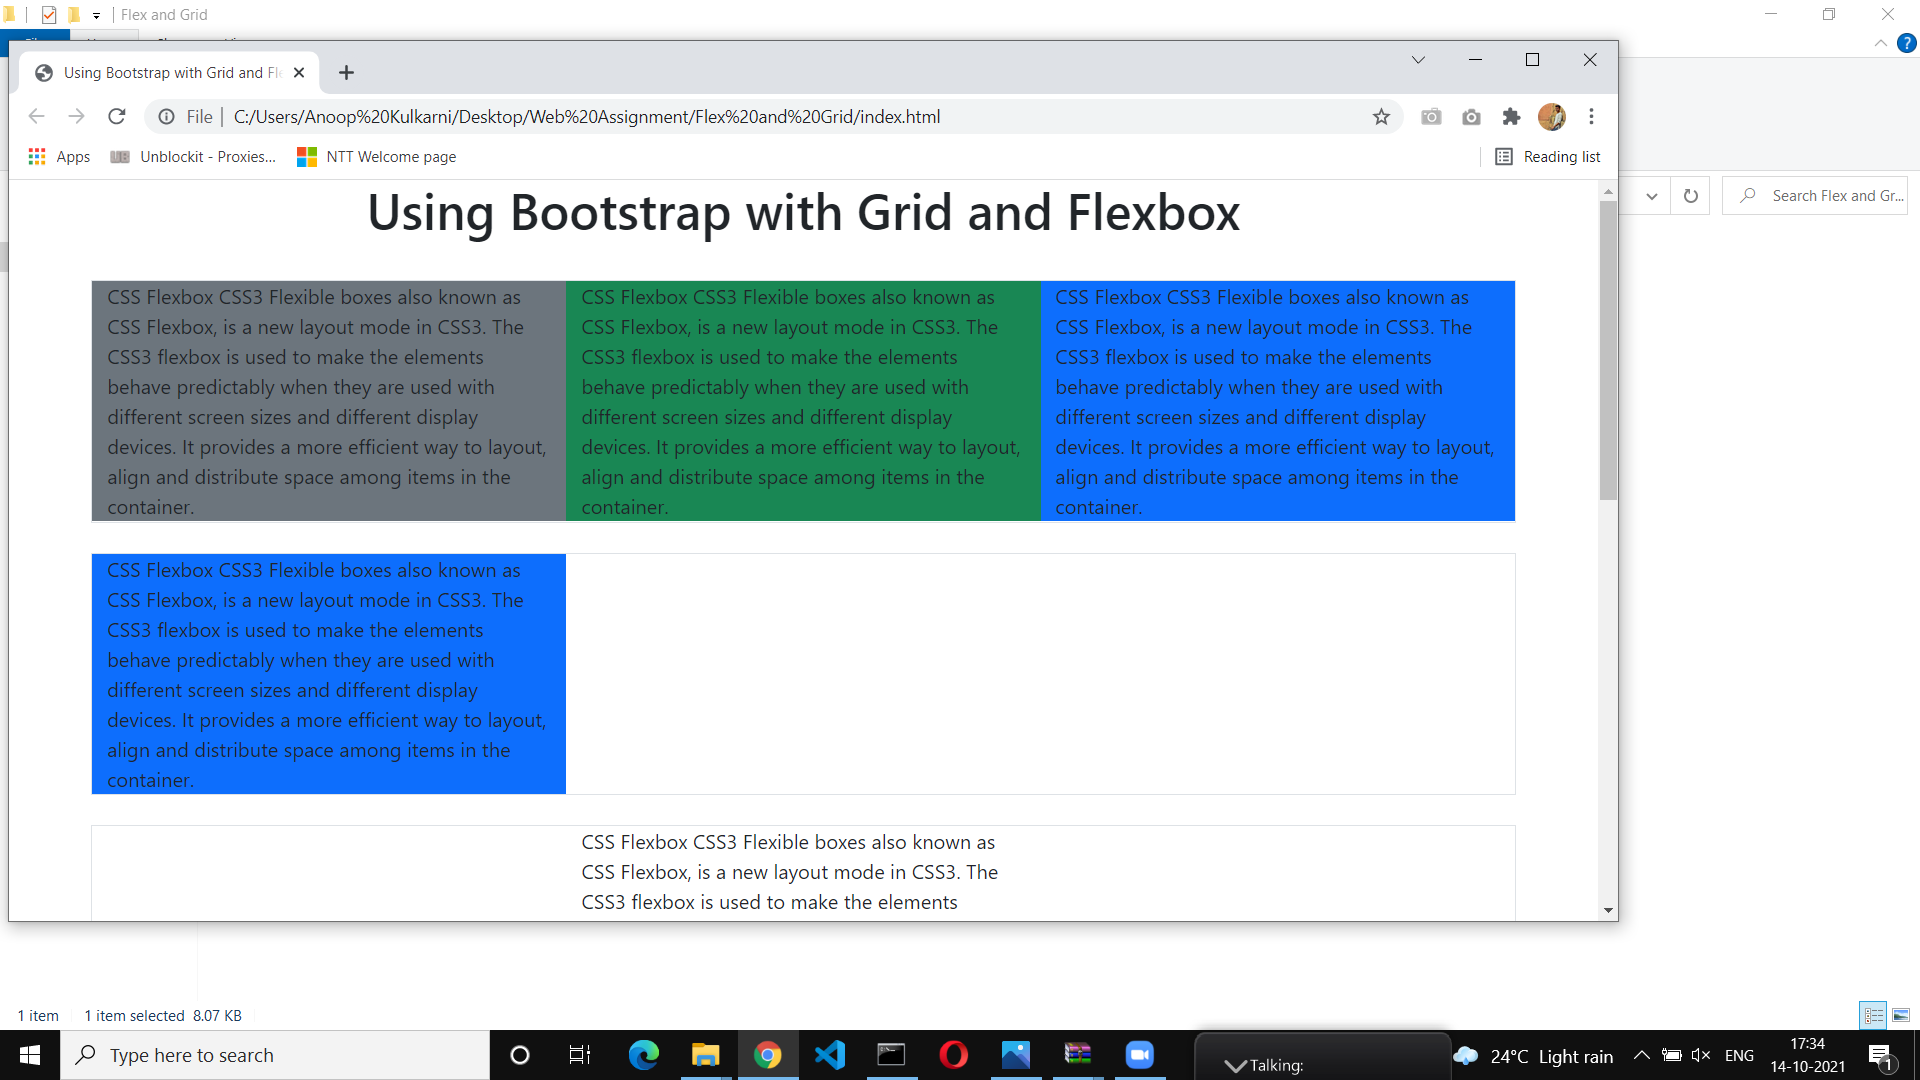 Flex and Grid
Using Bootstrap with Grid and Fle
File C:/Users/Anoop%20Kulkarni/Desktop/Web%20Assignment/Flex%20and%20Grid/index.html
Apps UB Unblockit - Proxies... NTT Welcome page Reading list
Search Flex and Gr...
Using Bootstrap with Grid and Flexbox
CSS Flexbox CSS3 Flexible boxes also known as
CSS Flexbox, is a new layout mode in CSS3. The
CSS3 flexbox is used to make the elements
behave predictably when they are used with
different screen sizes and different display
devices. It provides a more efficient way to layout,
align and distribute space among items in the
container.
CSS Flexbox CSS3 Flexible boxes also known as
CSS Flexbox, is a new layout mode in CSS3. The
CSS3 flexbox is used to make the elements
behave predictably when they are used with
different screen sizes and different display
devices. It provides a more efficient way to layout,
align and distribute space among items in the
container.
CSS Flexbox CSS3 Flexible boxes also known as
CSS Flexbox, is a new layout mode in CSS3. The
CSS3 flexbox is used to make the elements
behave predictably when they are used with
different screen sizes and different display
devices. It provides a more efficient way to layout,
align and distribute space among items in the
container.
CSS Flexbox CSS3 Flexible boxes also known as
CSS Flexbox, is a new layout mode in CSS3. The
CSS3 flexbox is used to make the elements
behave predictably when they are used with
different screen sizes and different display
devices. It provides a more efficient way to layout,
align and distribute space among items in the
container.
CSS Flexbox CSS3 Flexible boxes also known as
CSS Flexbox, is a new layout mode in CSS3. The
CSS3 flexbox is used to make the elements
1 item 1 item selected 8.07 KB
Type here to search
Talking:
24°C Light rain
ENG
17:34
14-10-2021
1